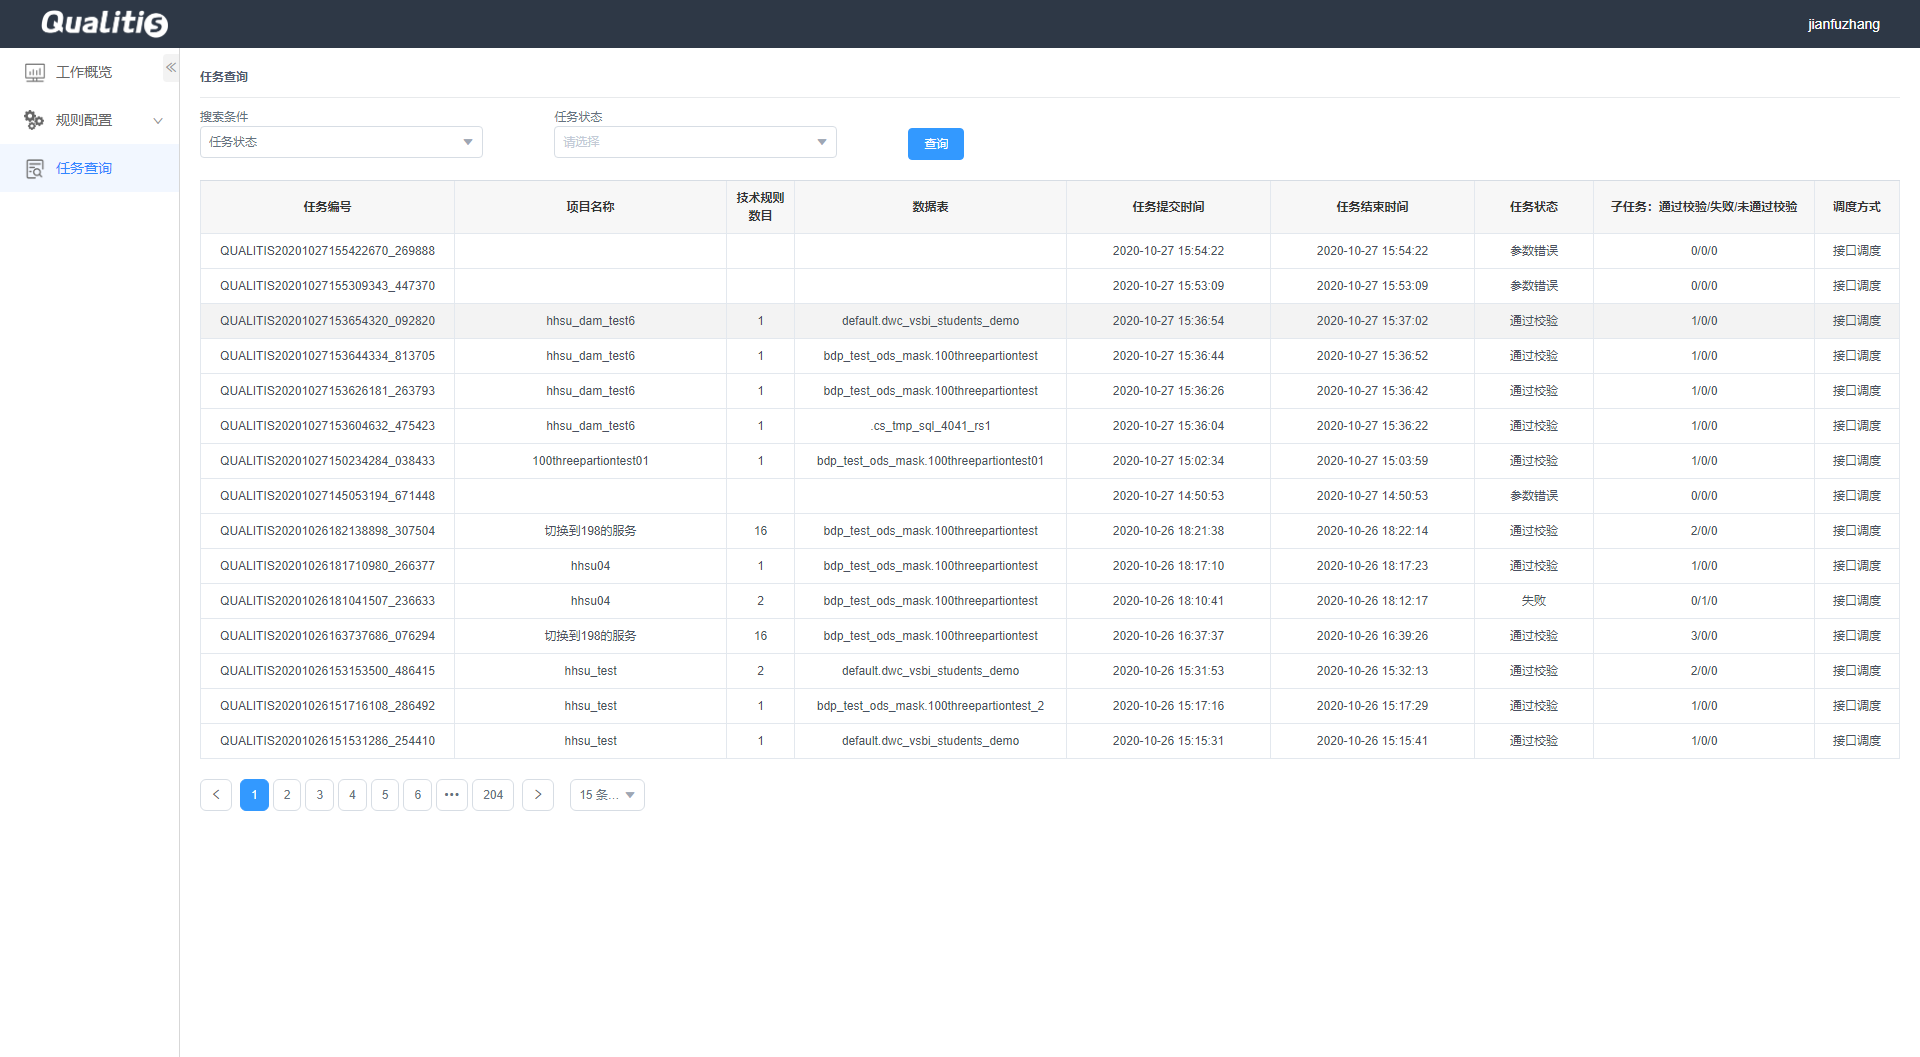 Qualitis
jianfuzhang
工作概览
规则配置
任务查询
任务查询
搜索条件
任务状态
任务状态
请选择
查询
任务编号 项目名称 技术规则数目 数据表 任务提交时间 任务结束时间 任务状态 子任务：通过校验/失败/未通过校验 调度方式
QUALITIS20201027155422670_269888 2020-10-27 15:54:22 2020-10-27 15:54:22 参数错误 0/0/0 接口调度
QUALITIS20201027155309343_447370 2020-10-27 15:53:09 2020-10-27 15:53:09 参数错误 0/0/0 接口调度
QUALITIS20201027153654320_092820 hhsu_dam_test6 1 default.dwc_vsbi_students_demo 2020-10-27 15:36:54 2020-10-27 15:37:02 通过校验 1/0/0 接口调度
QUALITIS20201027153644334_813705 hhsu_dam_test6 1 bdp_test_ods_mask.100threepartiontest 2020-10-27 15:36:44 2020-10-27 15:36:52 通过校验 1/0/0 接口调度
QUALITIS20201027153626181_263793 hhsu_dam_test6 1 bdp_test_ods_mask.100threepartiontest 2020-10-27 15:36:26 2020-10-27 15:36:42 通过校验 1/0/0 接口调度
QUALITIS20201027153604632_475423 hhsu_dam_test6 1 .cs_tmp_sql_4041_rs1 2020-10-27 15:36:04 2020-10-27 15:36:22 通过校验 1/0/0 接口调度
QUALITIS20201027150234284_038433 100threepartiontest01 1 bdp_test_ods_mask.100threepartiontest01 2020-10-27 15:02:34 2020-10-27 15:03:59 通过校验 1/0/0 接口调度
QUALITIS20201027145053194_671448 2020-10-27 14:50:53 2020-10-27 14:50:53 参数错误 0/0/0 接口调度
QUALITIS20201026182138898_307504 切换到198的服务 16 bdp_test_ods_mask.100threepartiontest 2020-10-26 18:21:38 2020-10-26 18:22:14 通过校验 2/0/0 接口调度
QUALITIS20201026181710980_266377 hhsu04 1 bdp_test_ods_mask.100threepartiontest 2020-10-26 18:17:10 2020-10-26 18:17:23 通过校验 1/0/0 接口调度
QUALITIS20201026181041507_236633 hhsu04 2 bdp_test_ods_mask.100threepartiontest 2020-10-26 18:10:41 2020-10-26 18:12:17 失败 0/1/0 接口调度
QUALITIS20201026163737686_076294 切换到198的服务 16 bdp_test_ods_mask.100threepartiontest 2020-10-26 16:37:37 2020-10-26 16:39:26 通过校验 3/0/0 接口调度
QUALITIS20201026153153500_486415 hhsu_test 2 default.dwc_vsbi_students_demo 2020-10-26 15:31:53 2020-10-26 15:32:13 通过校验 2/0/0 接口调度
QUALITIS20201026151716108_286492 hhsu_test 1 bdp_test_ods_mask.100threepartiontest_2 2020-10-26 15:17:16 2020-10-26 15:17:29 通过校验 1/0/0 接口调度
QUALITIS20201026151531286_254410 hhsu_test 1 default.dwc_vsbi_students_demo 2020-10-26 15:15:31 2020-10-26 15:15:41 通过校验 1/0/0 接口调度
1 2 3 4 5 6 ••• 204 15 条...